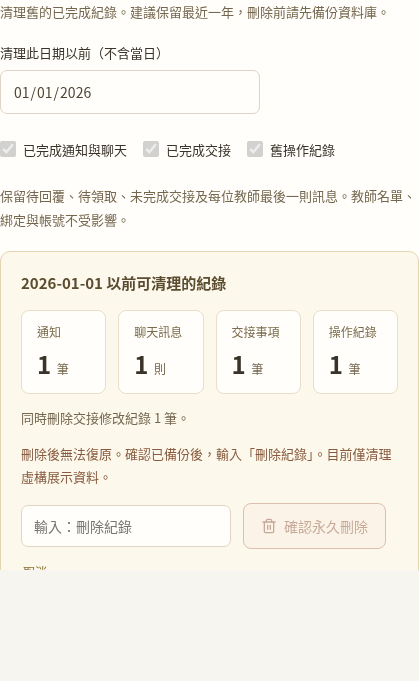 清理舊的已完成紀錄。建議保留最近一年，刪除前請先備份資料庫。
清理此日期以前（不含當日）
01/01/2026
已完成通知與聊天 已完成交接 舊操作紀錄
保留待回覆、待領取、未完成交接及每位教師最後一則訊息。教師名單、
綁定與帳號不受影響。
2026-01-01 以前可清理的紀錄
通知 聊天訊息 交接事項 操作紀錄
1 筆 1 則 1 筆 1 筆
同時刪除交接修改紀錄 1 筆。
刪除後無法復原。確認已備份後，輸入「刪除紀錄」。目前僅清理
虛構展示資料。
輸入：刪除紀錄 確認永久刪除